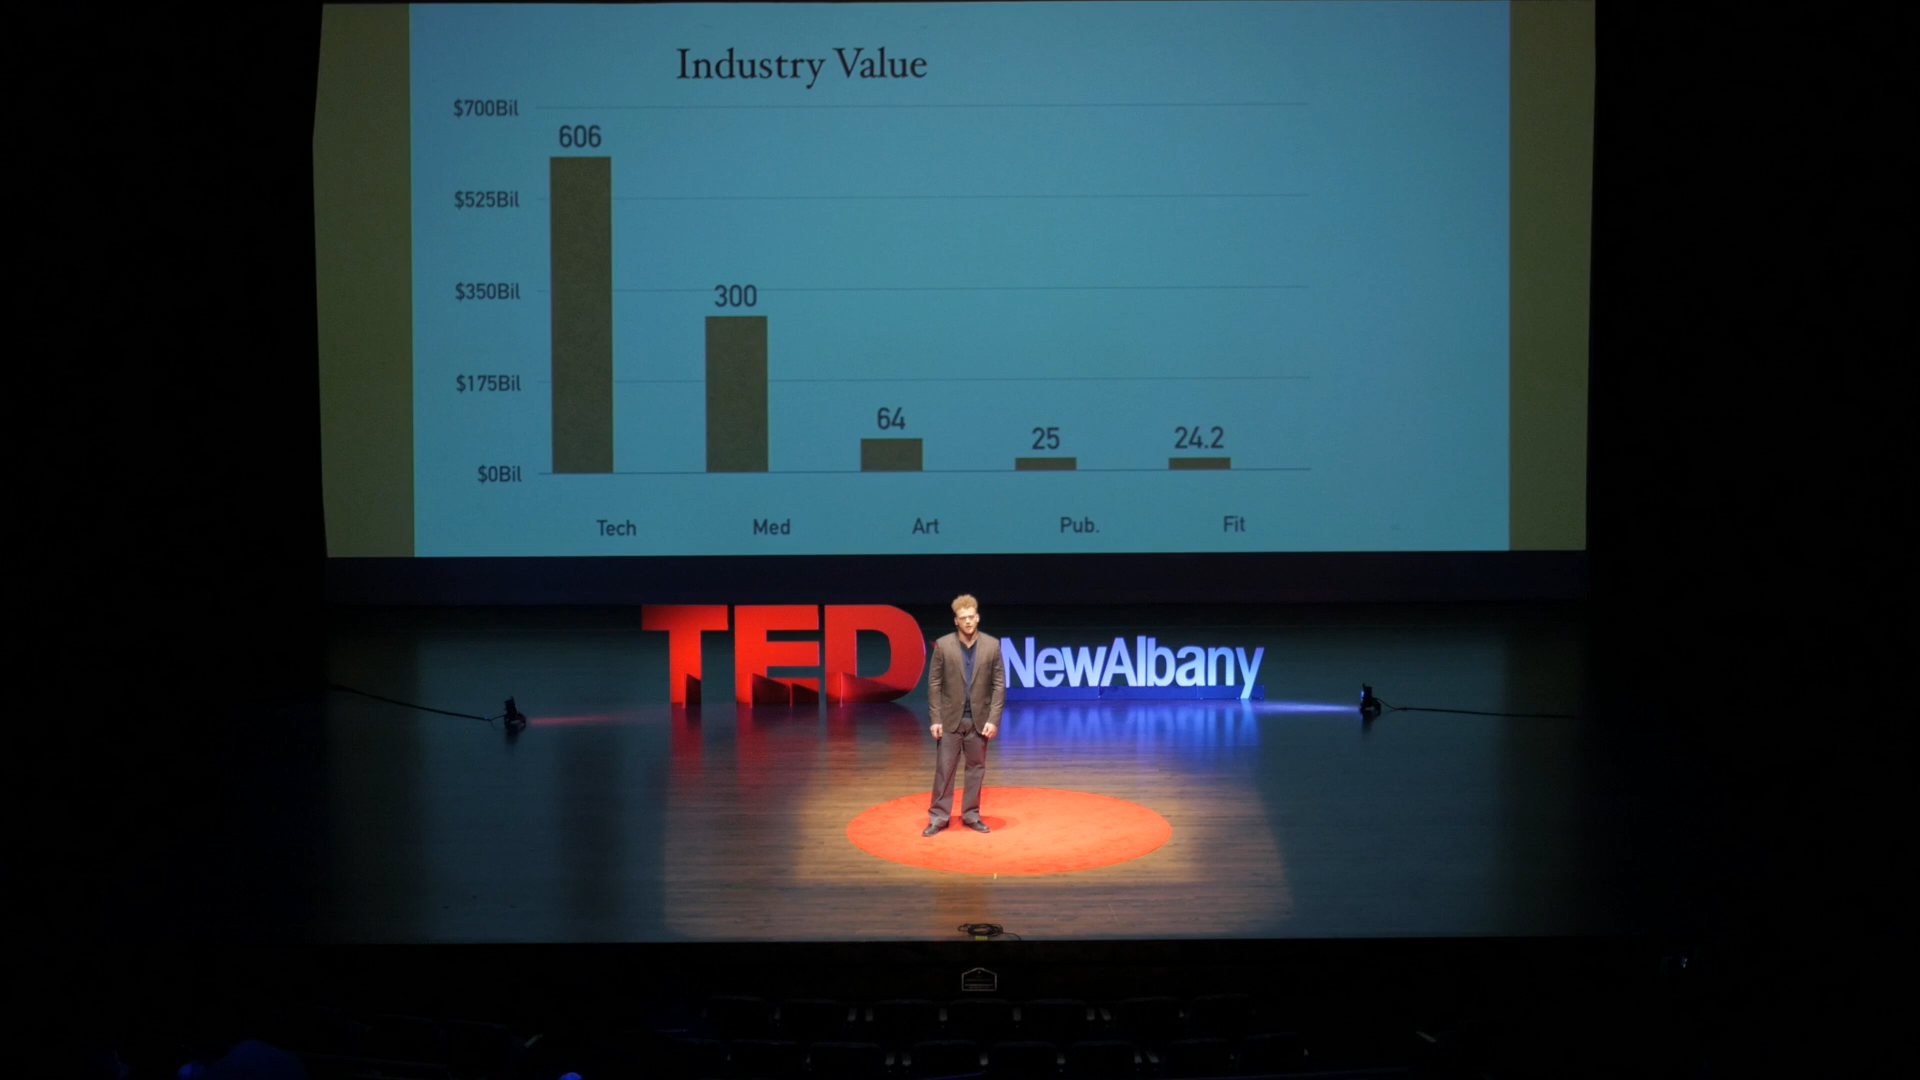 Industry Value
$700Bil
606
$525Bil
$350Bil
300
$175Bil
64
25
24.2
$0Bil
Tech Med Art Pub. Fit
TED
NewAlbany